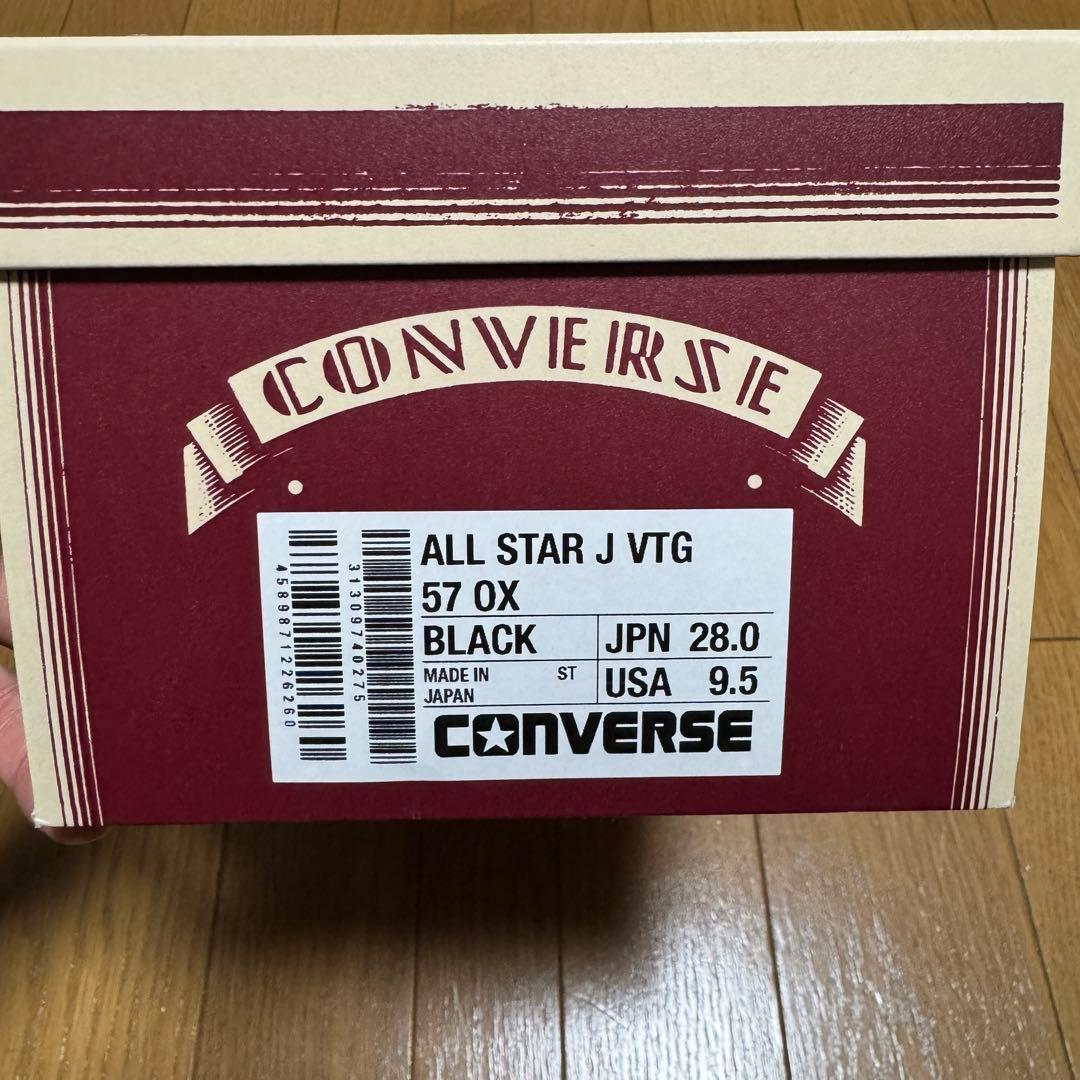 CONVERSE
4589871226260
31309740275
ALL STAR J VTG
57 OX
BLACK
JPN 28.0
MADE IN
JAPAN
ST
USA 9.5
CONVERSE